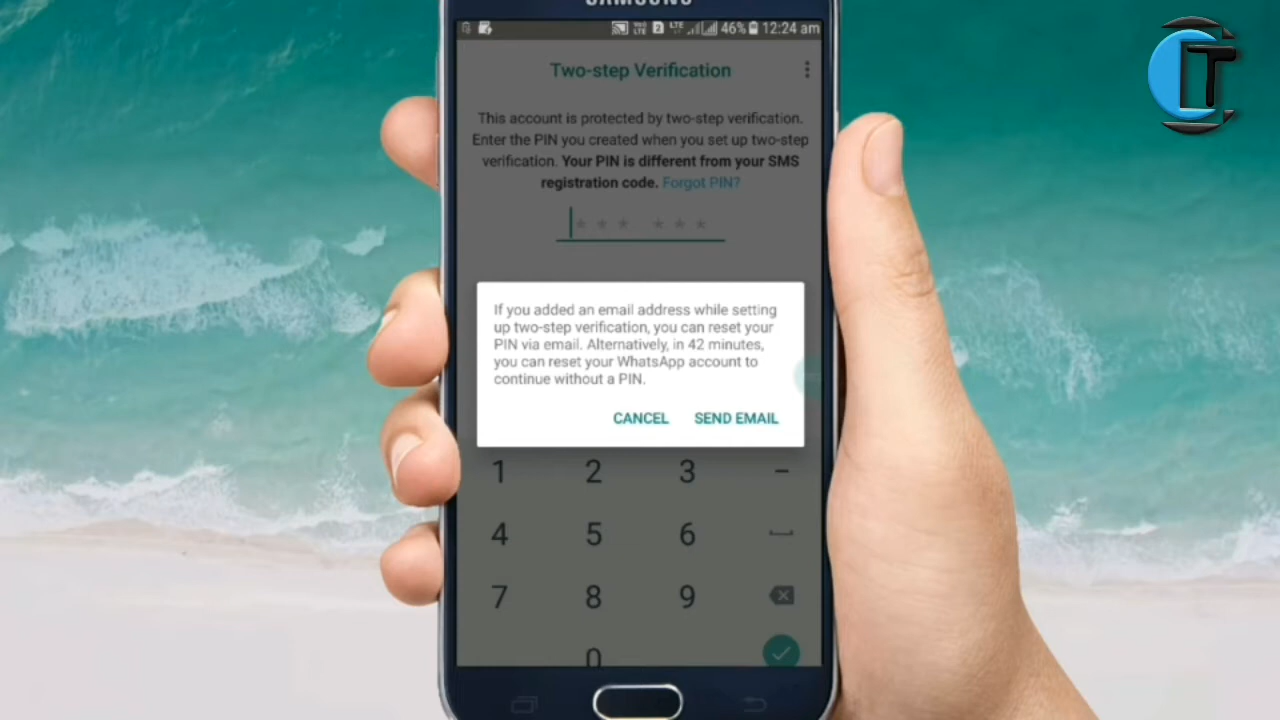 SAMSUNG
VoLTE 2 LTE 46% 12:24 am
Two-step Verification
This account is protected by two-step verification.
Enter the PIN you created when you set up two-step
verification. Your PIN is different from your SMS
registration code. Forgot PIN?
* * * * * *
If you added an email address while setting
up two-step verification, you can reset your
PIN via email. Alternatively, in 42 minutes,
you can reset your WhatsApp account to
continue without a PIN.
CANCEL SEND EMAIL
1 2 3 –
4 5 6
7 8 9
0
CT